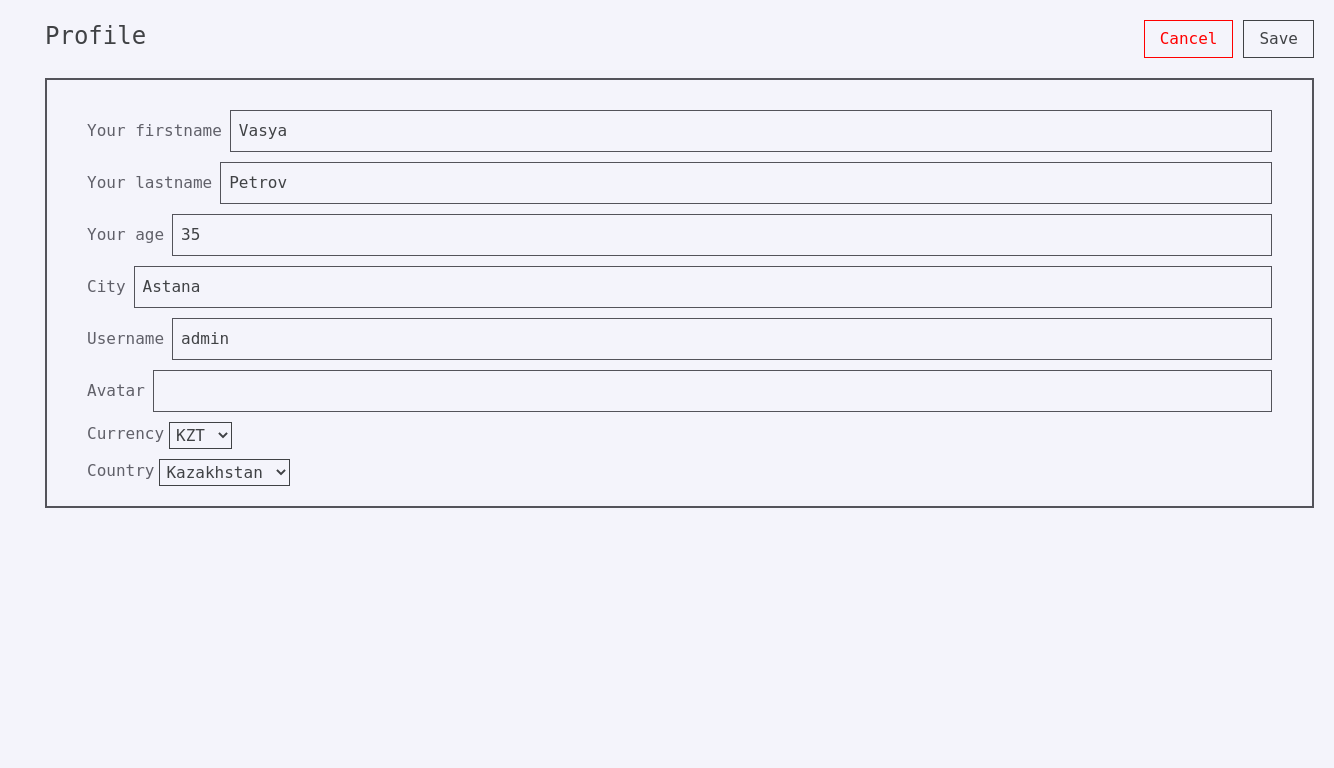 Profile
Cancel Save
Your firstname Vasya
Your lastname Petrov
Your age 35
City Astana
Username admin
Avatar
Currency KZT
Country Kazakhstan